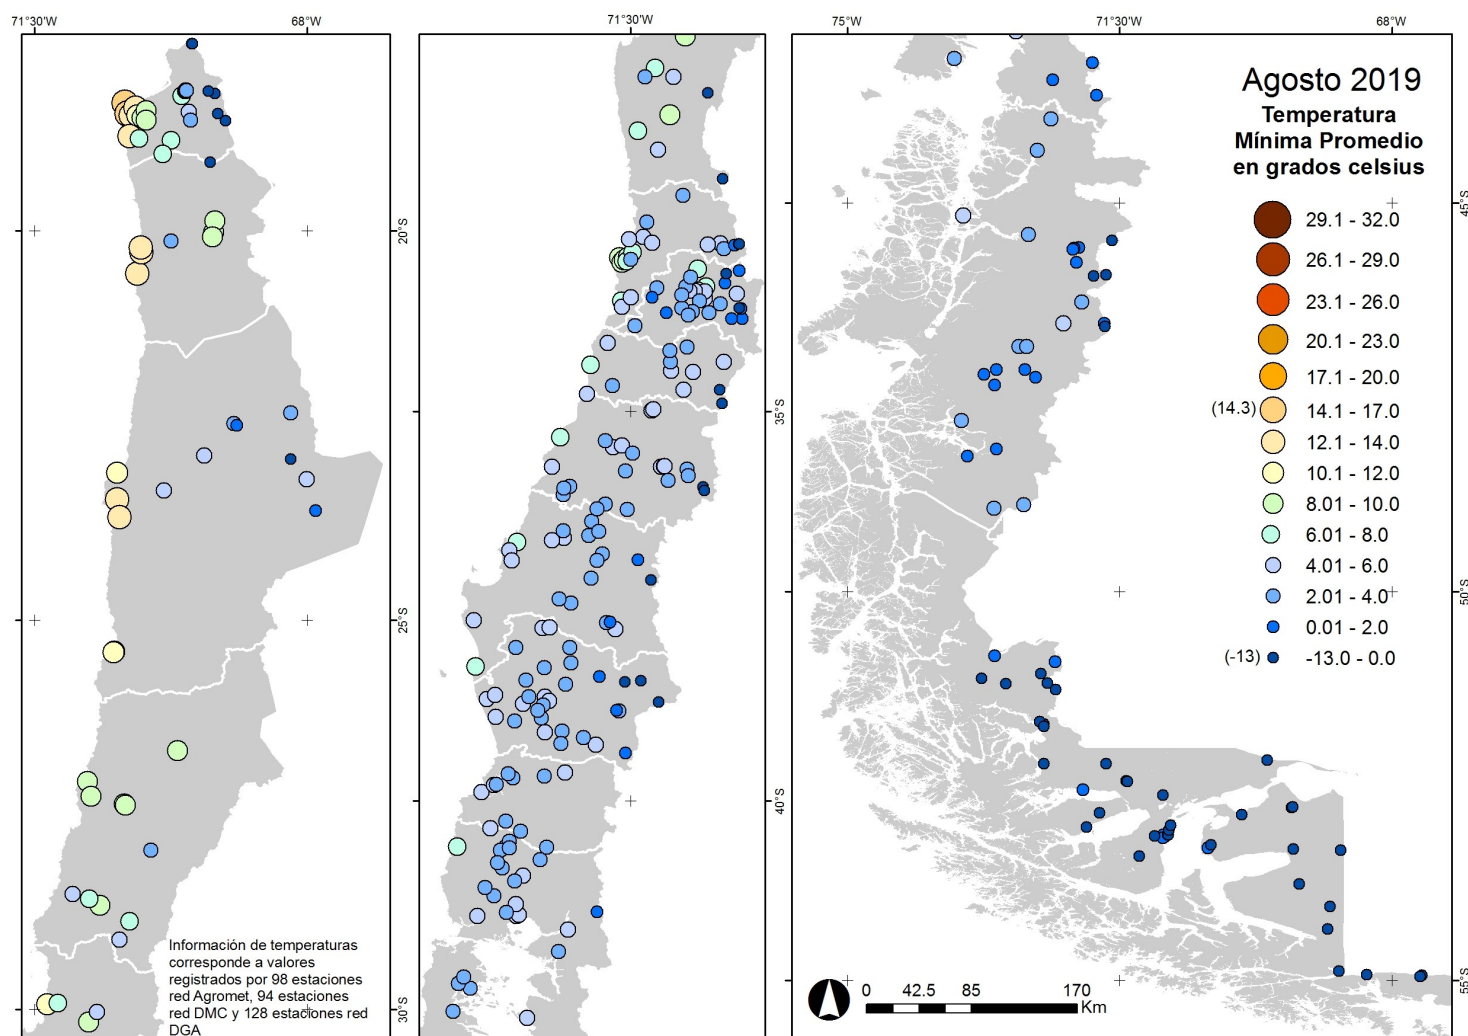 71°30'W
68°W
71°30'W
75°W
71°30'W
68°W
Agosto 2019
Temperatura
Mínima Promedio
en grados celsius
29.1 - 32.0
26.1 - 29.0
23.1 - 26.0
20.1 - 23.0
17.1 - 20.0
(14.3) 14.1 - 17.0
12.1 - 14.0
10.1 - 12.0
8.01 - 10.0
6.01 - 8.0
4.01 - 6.0
2.01 - 4.0
0.01 - 2.0
(-13) -13.0 - 0.0
20°S
25°S
30°S
35°S
40°S
45°S
50°S
55°S
Información de temperaturas
corresponde a valores
registrados por 98 estaciones
red Agromet, 94 estaciones
red DMC y 128 estaciones red
DGA
0 42.5 85 170
Km